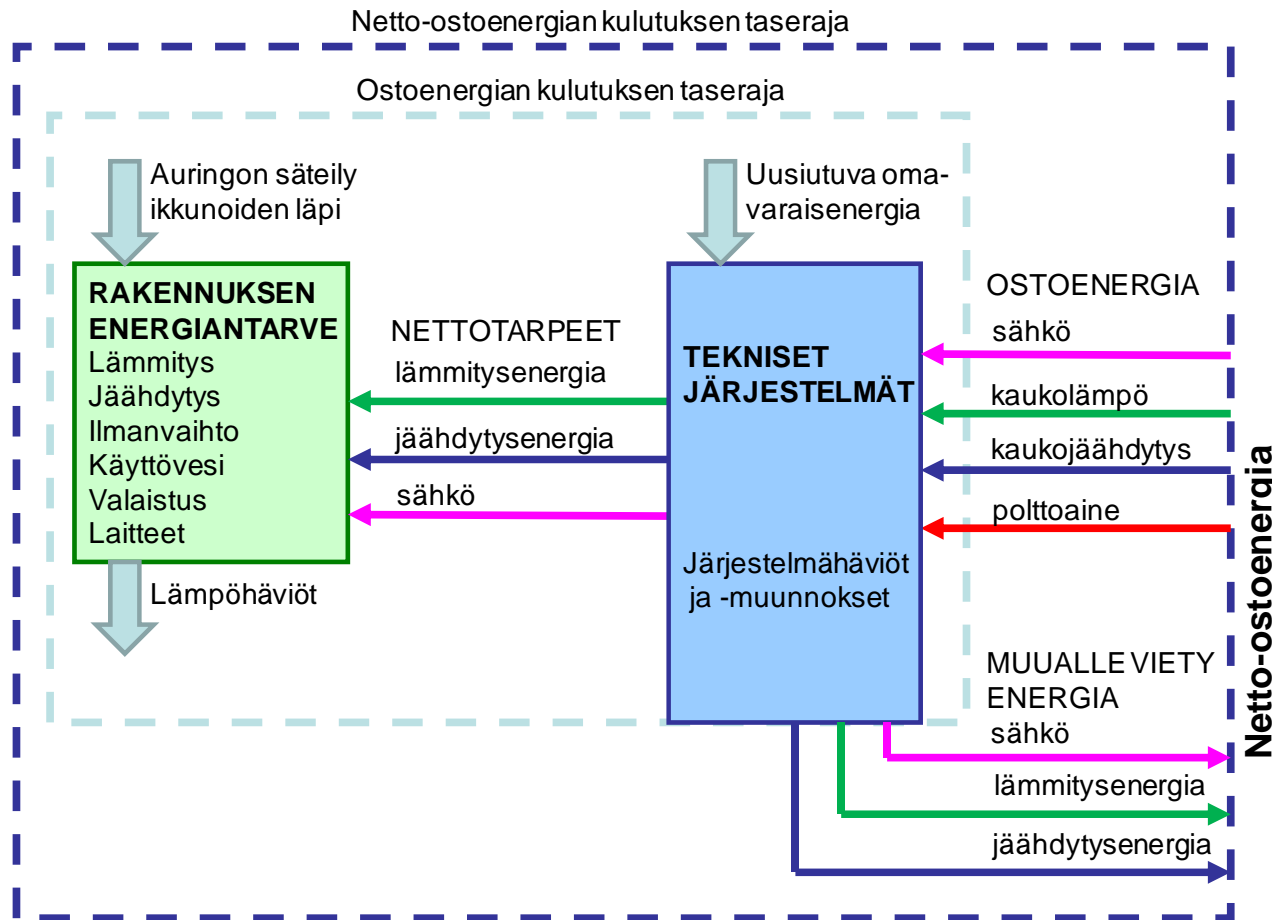 Netto-ostoenergian kulutuksen taseraja
Ostoenergian kulutuksen taseraja
Auringon säteily
ikkunoiden läpi
Uusiutuva oma-
varaisenergia
RAKENNUKSEN
ENERGIANTARVE
Lämmitys
Jäähdytys
Ilmanvaihto
Käyttövesi
Valaistus
Laitteet
Lämpöhäviöt
NETTOTARPEET
lämmitysenergia
jäähdytysenergia
sähkö
TEKNISET
JÄRJESTELMÄT
Järjestelmähäviöt
ja -muunnokset
OSTOENERGIA
sähkö
kaukolämpö
kaukojäähdytys
polttoaine
MUUALLE VIETY
ENERGIA
sähkö
lämmitysenergia
jäähdytysenergia
Netto-ostoenergia